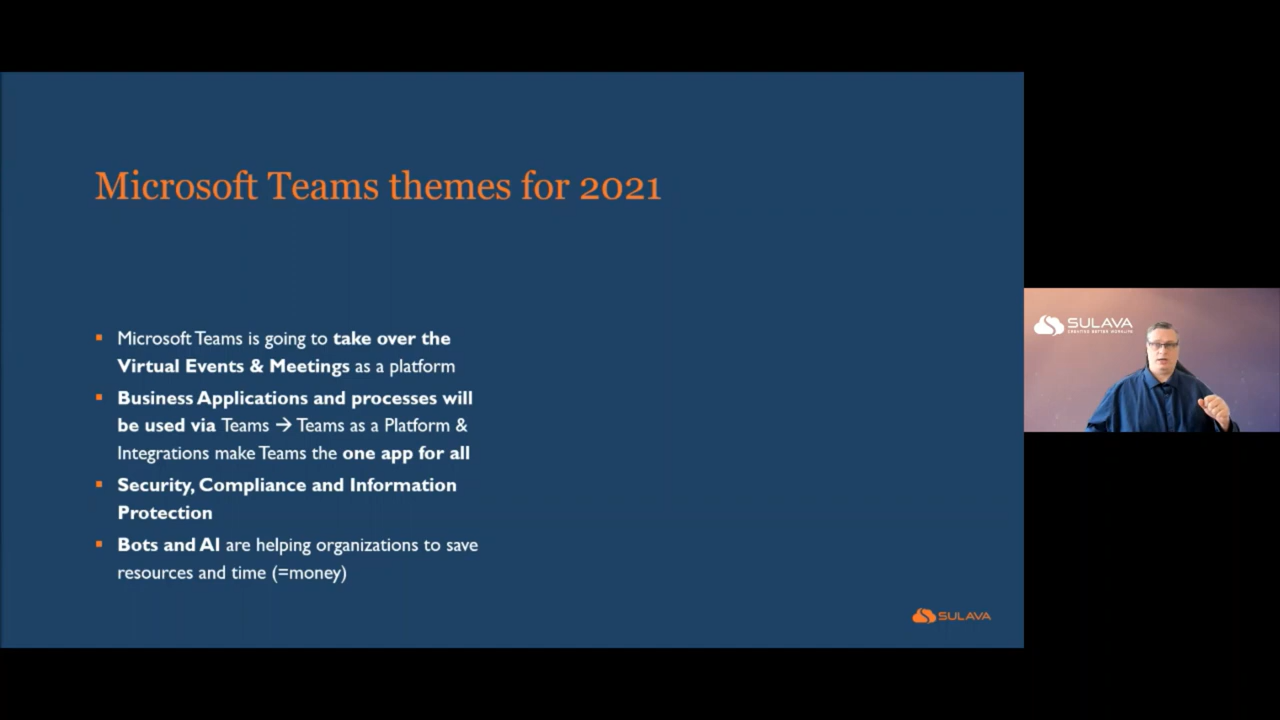 Microsoft Teams themes for 2021
▪ Microsoft Teams is going to take over the
Virtual Events & Meetings as a platform
▪ Business Applications and processes will
be used via Teams → Teams as a Platform &
Integrations make Teams the one app for all
▪ Security, Compliance and Information
Protection
▪ Bots and AI are helping organizations to save
resources and time (=money)
SULAVA
SULAVA
CREATIVE BETTER WORKLIFE